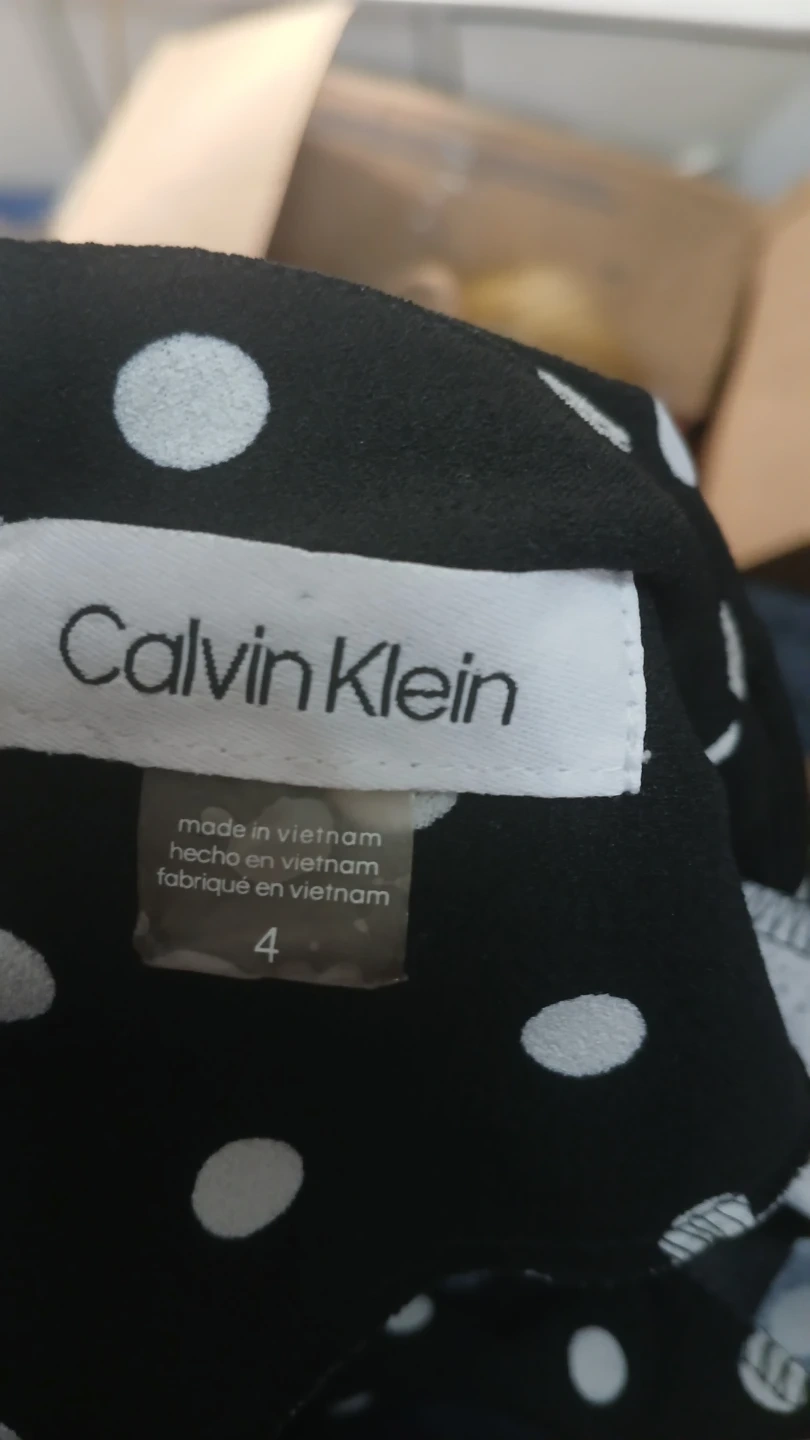 Calvin Klein
made in vietnam
hecho en vietnam
fabriqué en vietnam
4